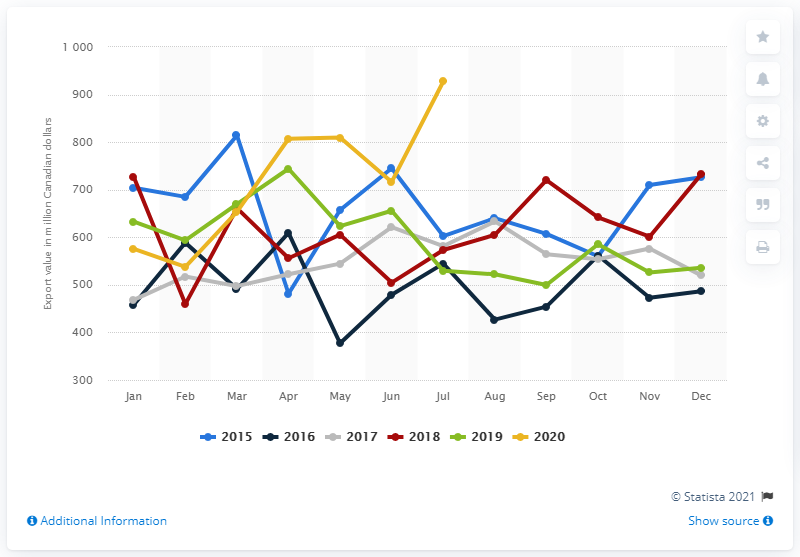 Export value in million Canadian dollars
1 000
900
800
700
600
500
400
300
Jan Feb Mar Apr May Jun Jul Aug Sep Oct Nov Dec
2015 2016 2017 2018 2019 2020
© Statista 2021
Additional Information Show source